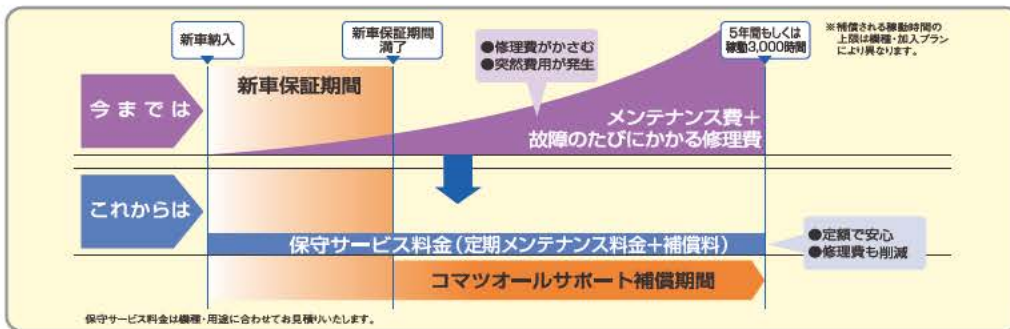 新車納入
新車保証期間
満了
5年間もしくは
稼動3,000時間
※補償される稼動時間の
上限は機種・加入プラン
により異なります。
●修理費がかさむ
●突然費用が発生
新車保証期間
今までは
メンテナンス費+
故障のたびにかかる修理費
これからは
保守サービス料金(定期メンテナンス料金+補償料)
●定額で安心
●修理費も削減
コマツオールサポート補償期間
保守サービス料金は機種・用途に合わせてお見積りいたします。